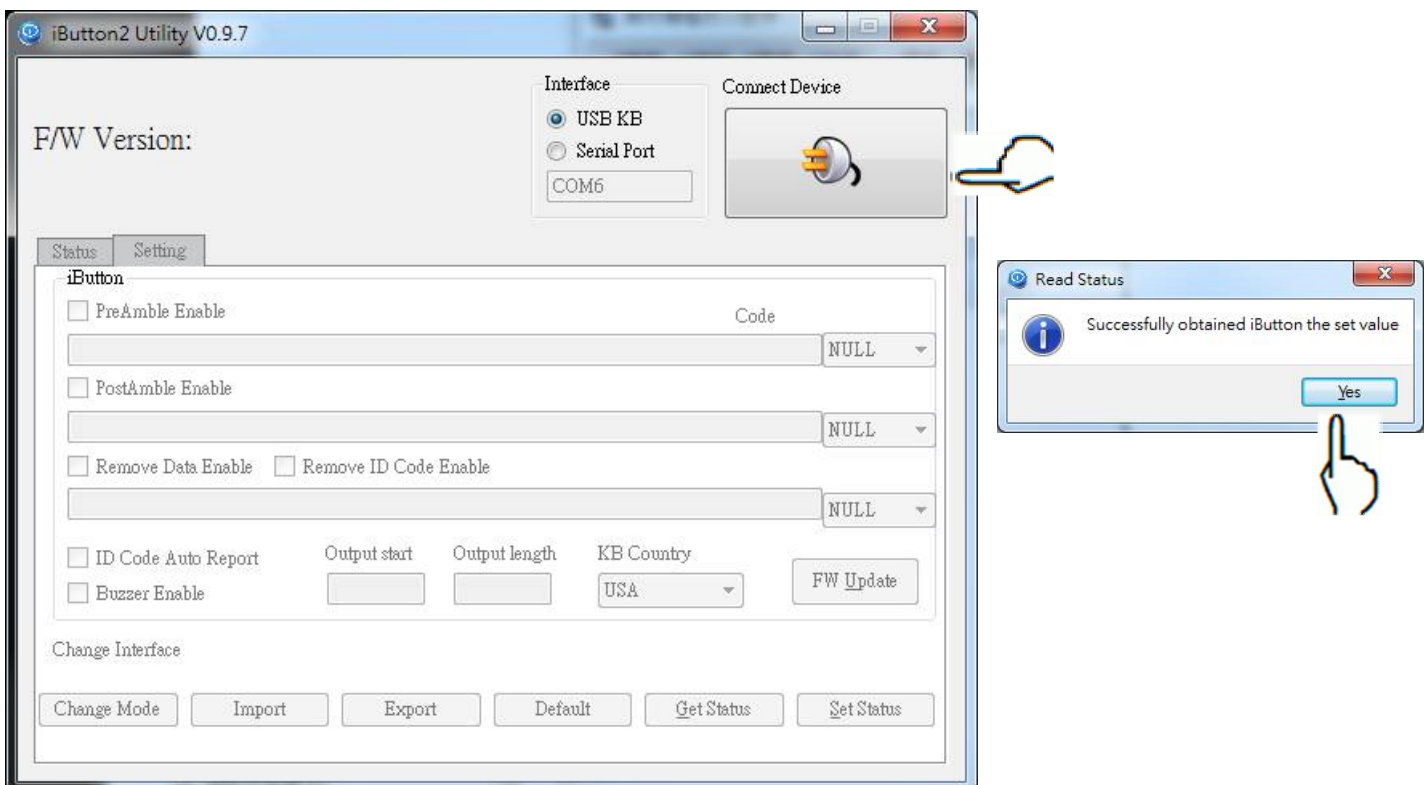 iButton2 Utility V0.9.7
Interface
Connect Device
F/W Version:
USB KB
Serial Port
COM6
Status
Setting
iButton
PreAmble Enable
Code
NULL
PostAmble Enable
NULL
Remove Data Enable
Remove ID Code Enable
NULL
ID Code Auto Report
Output start
Output length
KB Country
Buzzer Enable
USA
FW Update
Change Interface
Change Mode
Import
Export
Default
Get Status
Set Status
Read Status
Successfully obtained iButton the set value
Yes